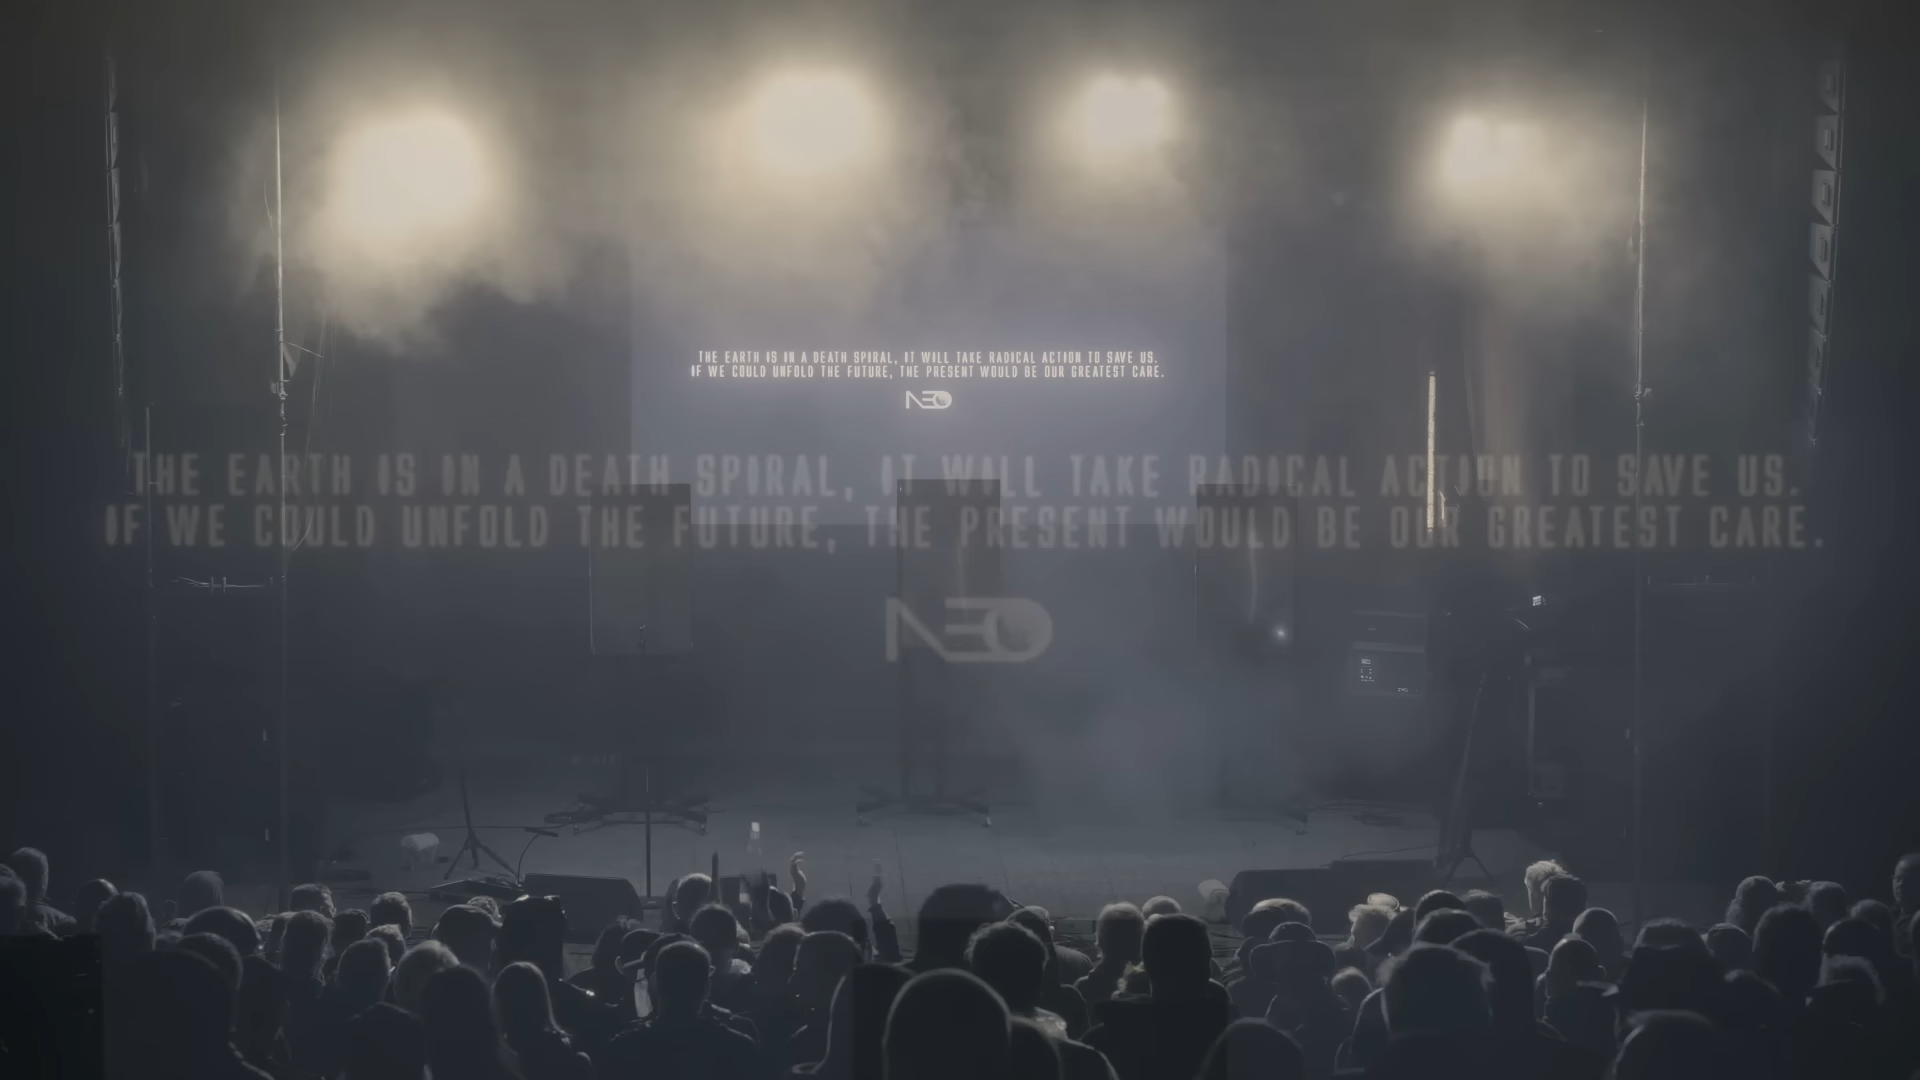 THE EARTH IS IN A DEATH SPIRAL, IT WILL TAKE RADICAL ACTION TO SAVE US.
IF WE COULD UNFOLD THE FUTURE, THE PRESENT WOULD BE OUR GREATEST CARE.
NEO
THE EARTH IS IN A DEATH SPIRAL, IT WILL TAKE RADICAL ACTION TO SAVE US.
IF WE COULD UNFOLD THE FUTURE, THE PRESENT WOULD BE OUR GREATEST CARE.
NEO